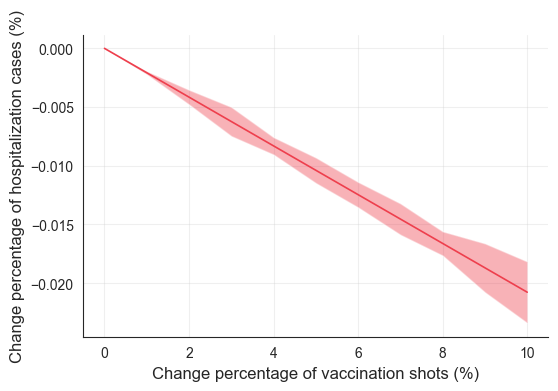 Change percentage of hospitalization cases (%)
0.000
−0.005
−0.010
−0.015
−0.020
0 2 4 6 8 10
Change percentage of vaccination shots (%)